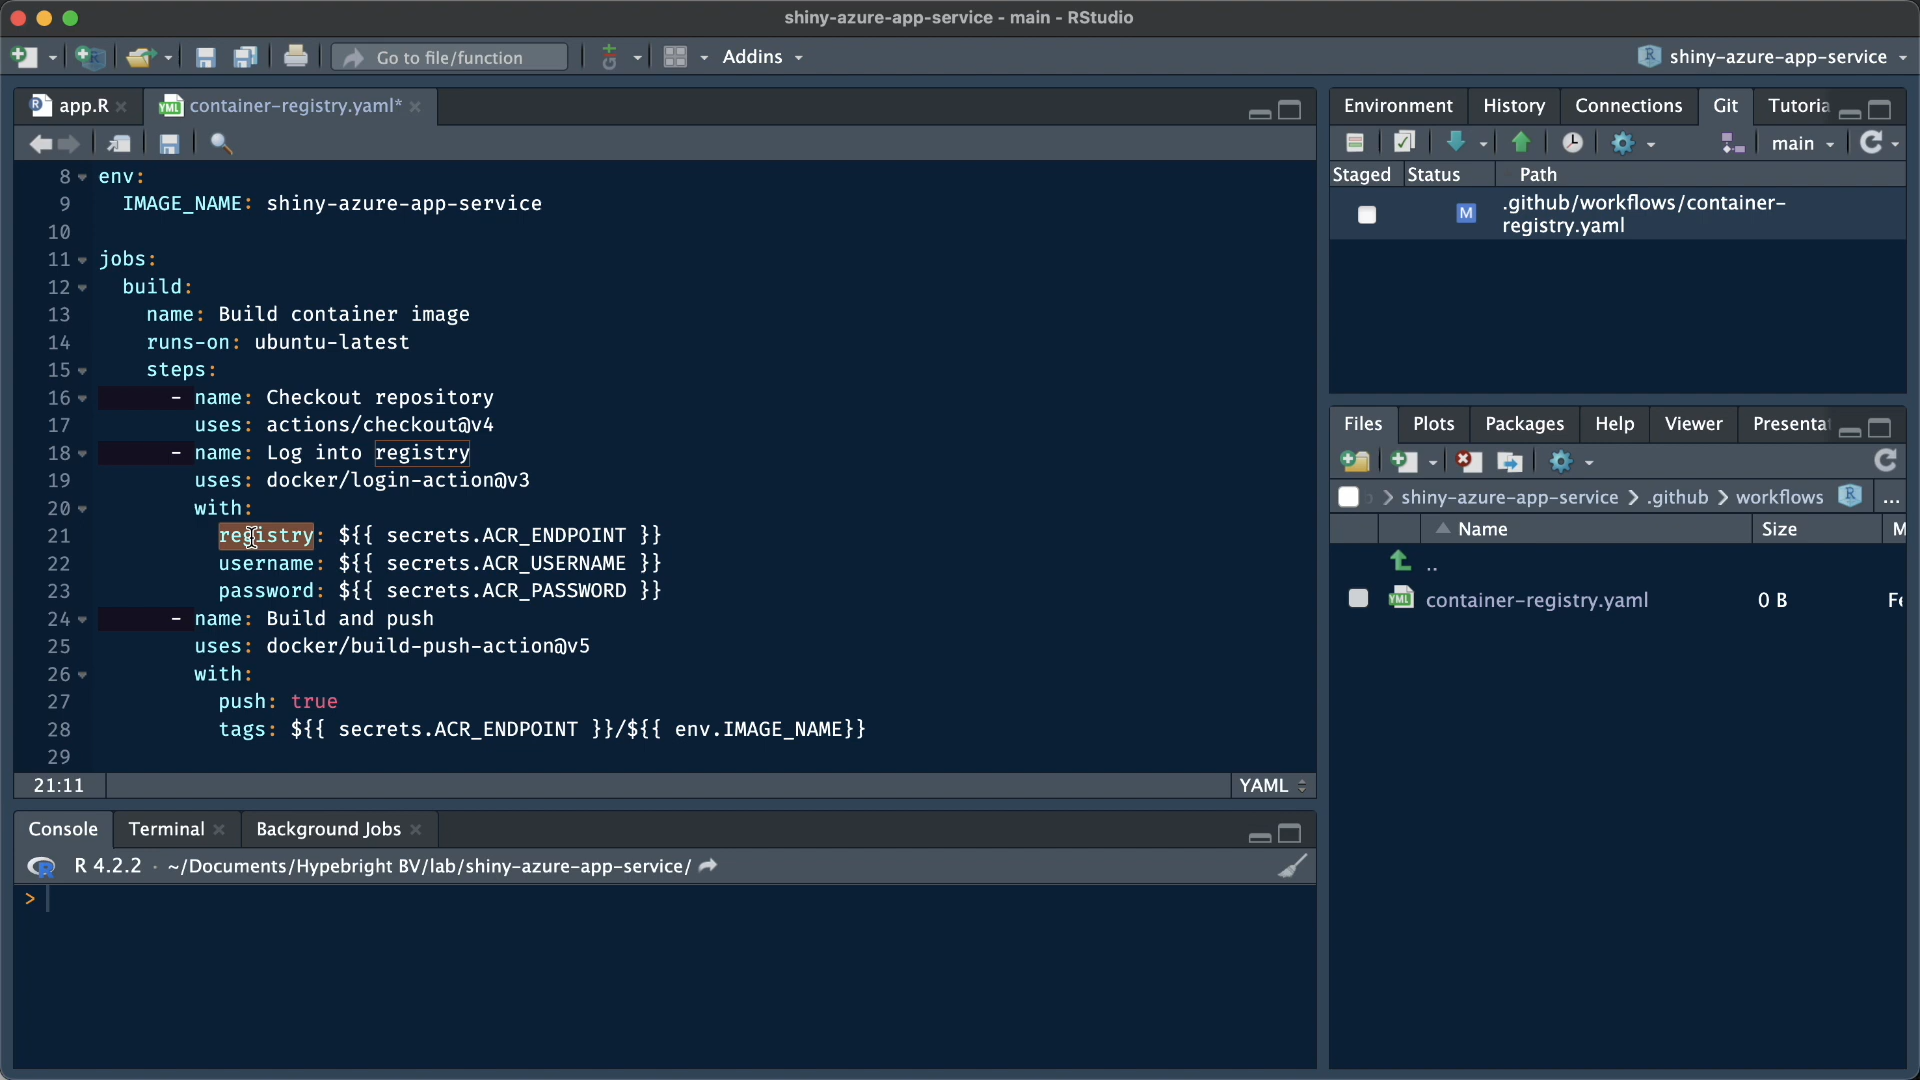 shiny-azure-app-service - main - RStudio
Go to file/function
Addins
shiny-azure-app-service
app.R
container-registry.yaml*
8 env:
9 IMAGE_NAME: shiny-azure-app-service
10
11 jobs:
12 build:
13 name: Build container image
14 runs-on: ubuntu-latest
15 steps:
16 - name: Checkout repository
17 uses: actions/checkout@v4
18 - name: Log into registry
19 uses: docker/login-action@v3
20 with:
21 registry: ${{ secrets.ACR_ENDPOINT }}
22 username: ${{ secrets.ACR_USERNAME }}
23 password: ${{ secrets.ACR_PASSWORD }}
24 - name: Build and push
25 uses: docker/build-push-action@v5
26 with:
27 push: true
28 tags: ${{ secrets.ACR_ENDPOINT }}/${{ env.IMAGE_NAME}}
29
21:11
YAML
Console
Terminal
Background Jobs
R 4.2.2 · ~/Documents/Hypebright BV/lab/shiny-azure-app-service/
>
Environment
History
Connections
Git
Tutoria
main
Staged
Status
Path
M
.github/workflows/container-
registry.yaml
Files
Plots
Packages
Help
Viewer
Presenta
shiny-azure-app-service
.github
workflows
...
Name
Size
M
..
YML
container-registry.yaml
0 B
Fe